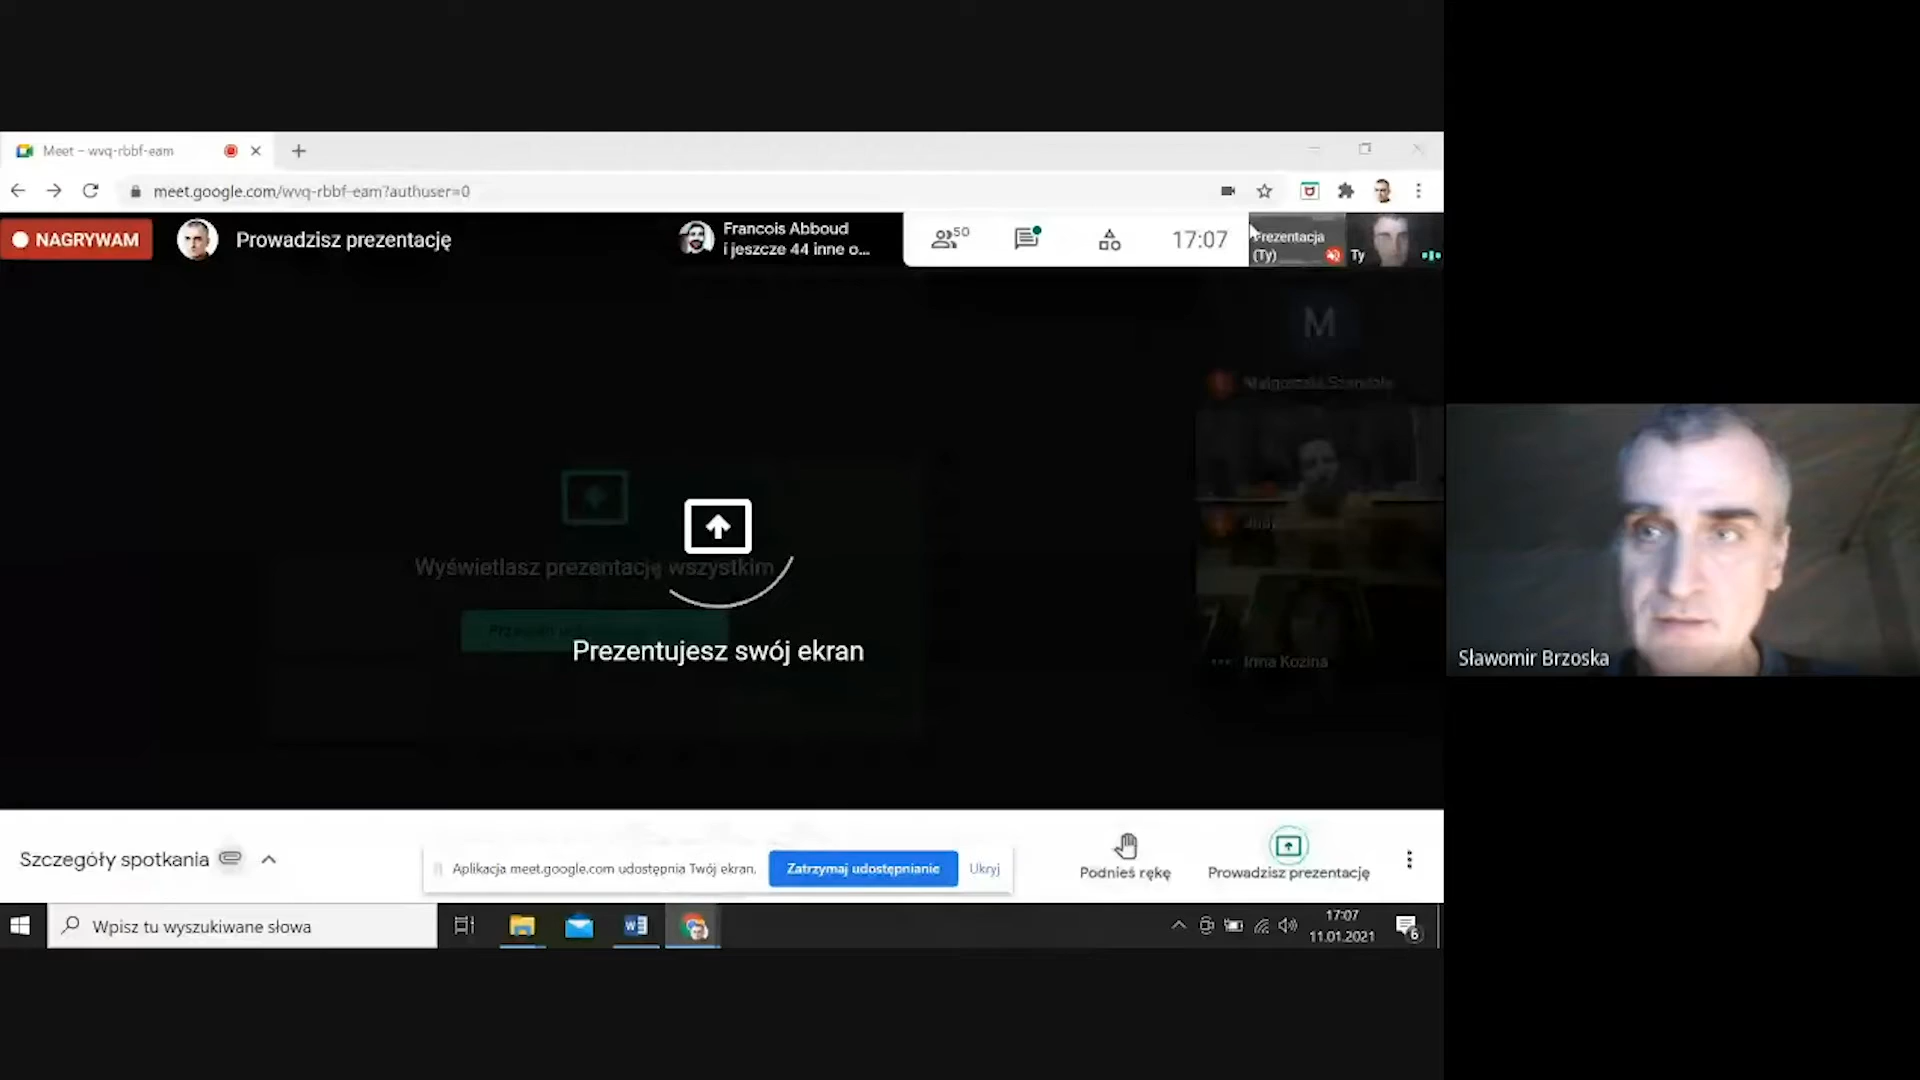 Meet – wvq-rbbf-eam
meet.google.com/wvq-rbbf-eam?authuser=0
NAGRYWAM
Prowadzisz prezentację
Francois Abboud
i jeszcze 44 inne o...
50
17:07
Prezentacja
(Ty)
Ty
M
Wyświetlasz prezentację wszystkim
Prezentujesz swój ekran
Irina Kozina
Sławomir Brzoska
Szczegóły spotkania
Aplikacja meet.google.com udostępnia Twój ekran.
Zatrzymaj udostępnianie
Ukryj
Podnieś rękę
Prowadzisz prezentację
Wpisz tu wyszukiwane słowa
17:07
11.01.2021
6